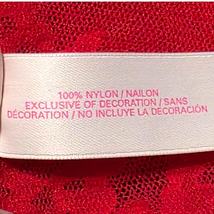 100% NYLON / NAILON
EXCLUSIVE OF DECORATION / SANS
DÉCORATION / NO INCLUYE LA DECORACIÓN